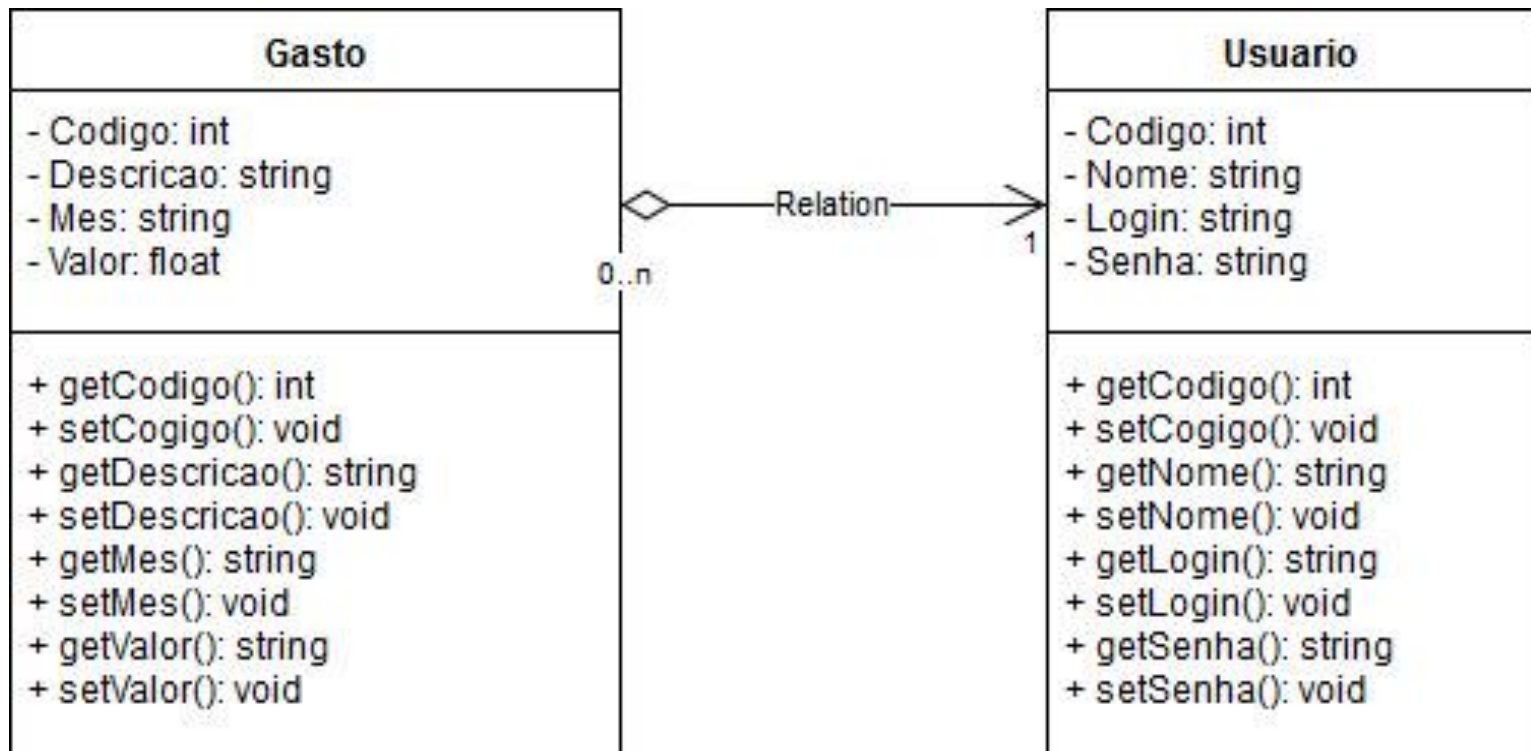 Gasto
- Codigo: int
- Descricao: string
- Mes: string
- Valor: float
+ getCodigo(): int
+ setCogigo(): void
+ getDescricao(): string
+ setDescricao(): void
+ getMes(): string
+ setMes(): void
+ getValor(): string
+ setValor(): void
Relation
0..n
1
Usuario
- Codigo: int
- Nome: string
- Login: string
- Senha: string
+ getCodigo(): int
+ setCogigo(): void
+ getNome(): string
+ setNome(): void
+ getLogin(): string
+ setLogin(): void
+ getSenha(): string
+ setSenha(): void